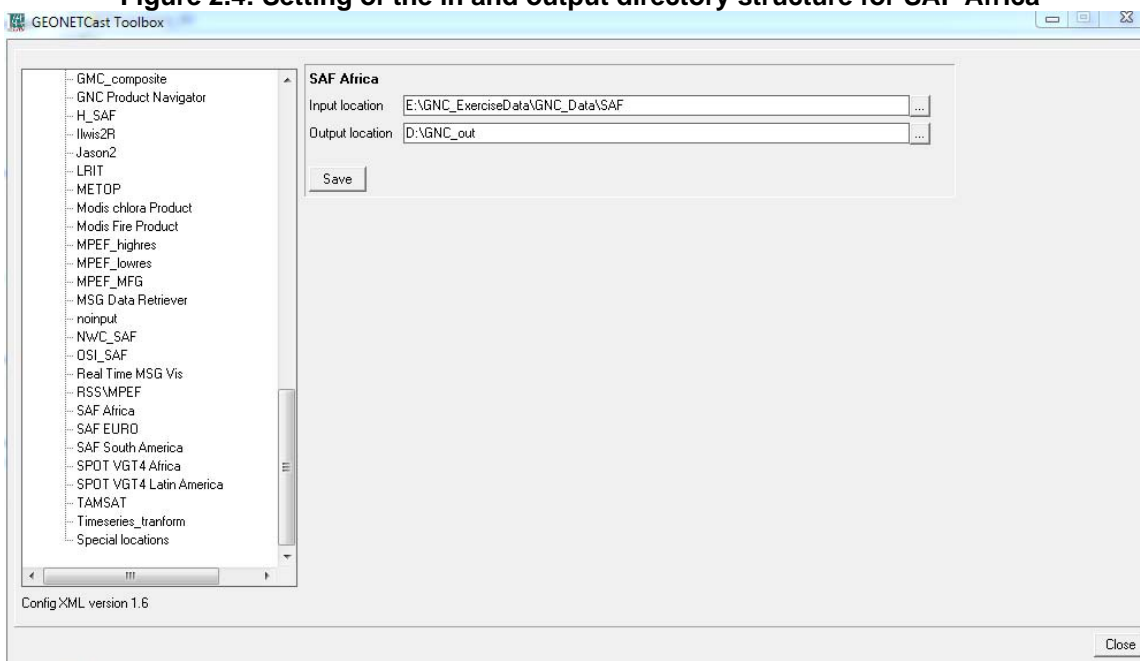 Figure 2.4: Setting of the in and output directory structure for SAF Africa
GEONETCast Toolbox
GMC_composite
GNC Product Navigator
H_SAF
Ilwis2R
Jason2
LRIT
METOP
Modis chlora Product
Modis Fire Product
MPEF_highres
MPEF_lowres
MPEF_MFG
MSG Data Retriever
noinput
NWC_SAF
OSI_SAF
Real Time MSG Vis
RSS\MPEF
SAF Africa
SAF EURO
SAF South America
SPOT VGT4 Africa
SPOT VGT4 Latin America
TAMSAT
Timeseries_tranform
Special locations
Config XML version 1.6
SAF Africa
Input location E:\GNC_ExerciseData\GNC_Data\SAF ...
Output location D:\GNC_out ...
Save
Close